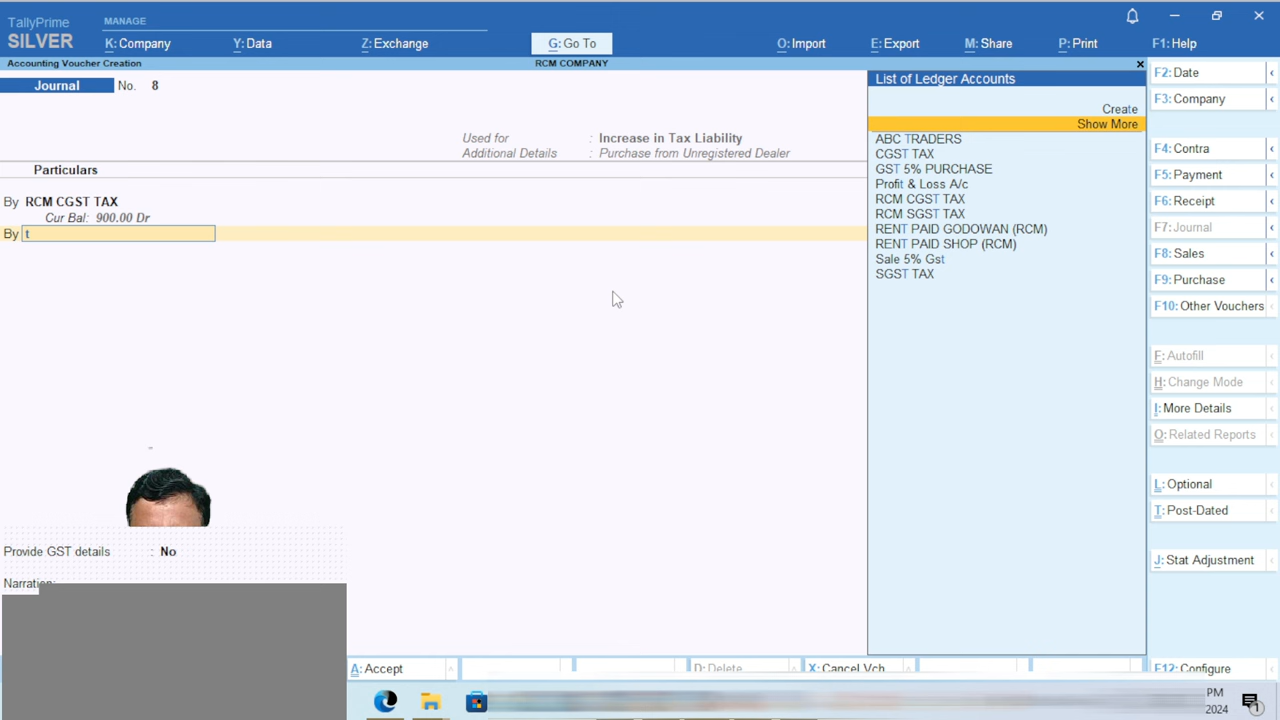 TallyPrime
SILVER
MANAGE
K: Company
Y: Data
Z: Exchange
G: Go To
O: Import
E: Export
M: Share
P: Print
F1: Help
Accounting Voucher Creation
RCM COMPANY
Journal No. 8
Used for : Increase in Tax Liability
Additional Details : Purchase from Unregistered Dealer
Particulars
By RCM CGST TAX
Cur Bal: 900.00 Dr
By t
List of Ledger Accounts
Create
Show More
ABC TRADERS
CGST TAX
GST 5% PURCHASE
Profit & Loss A/c
RCM CGST TAX
RCM SGST TAX
RENT PAID GODOWAN (RCM)
RENT PAID SHOP (RCM)
Sale 5% Gst
SGST TAX
F2: Date
F3: Company
F4: Contra
F5: Payment
F6: Receipt
F7: Journal
F8: Sales
F9: Purchase
F10: Other Vouchers
F: Autofill
H: Change Mode
I: More Details
O: Related Reports
L: Optional
T: Post-Dated
J: Stat Adjustment
Provide GST details : No
Narration:
A: Accept
D: Delete
X: Cancel Vch
F12: Configure
PM
2024
1